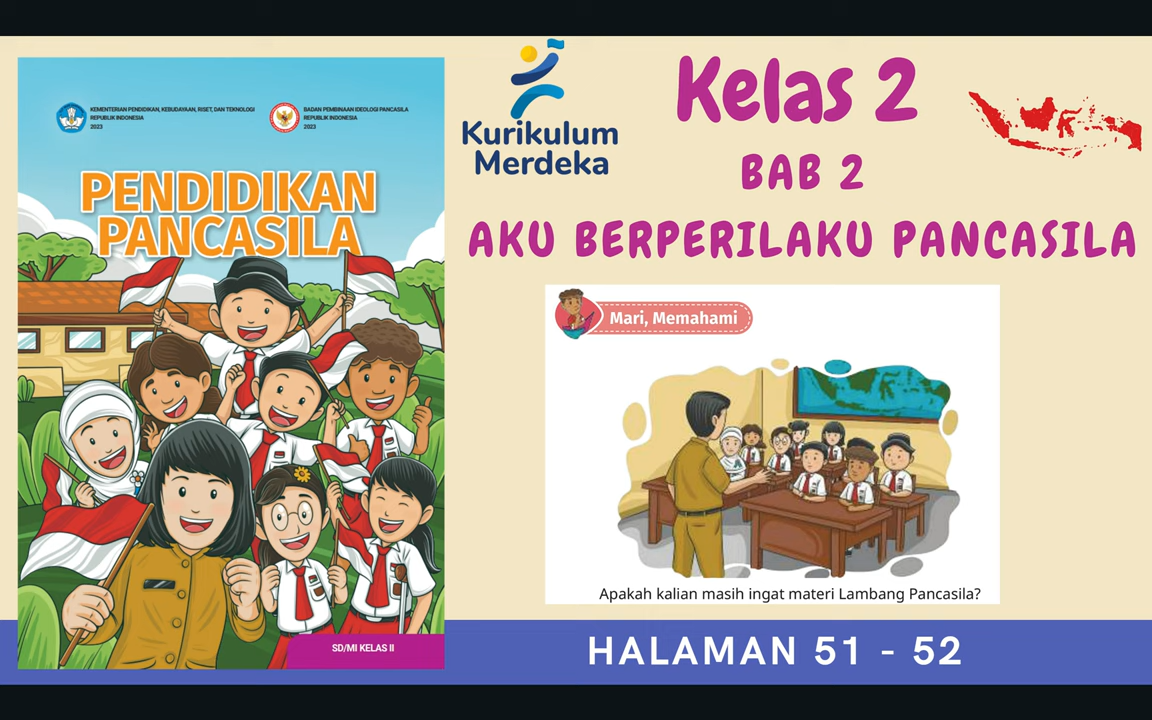 KEMENTERIAN PENDIDIKAN, KEBUDAYAAN, RISET, DAN TEKNOLOGI
REPUBLIK INDONESIA
2023
BADAN PEMBINAAN IDEOLOGI PANCASILA
REPUBLIK INDONESIA
2023
PENDIDIKAN
PANCASILA
SD/MI KELAS II
Kurikulum
Merdeka
Kelas 2
BAB 2
AKU BERPERILAKU PANCASILA
Mari, Memahami
Apakah kalian masih ingat materi Lambang Pancasila?
HALAMAN 51 - 52